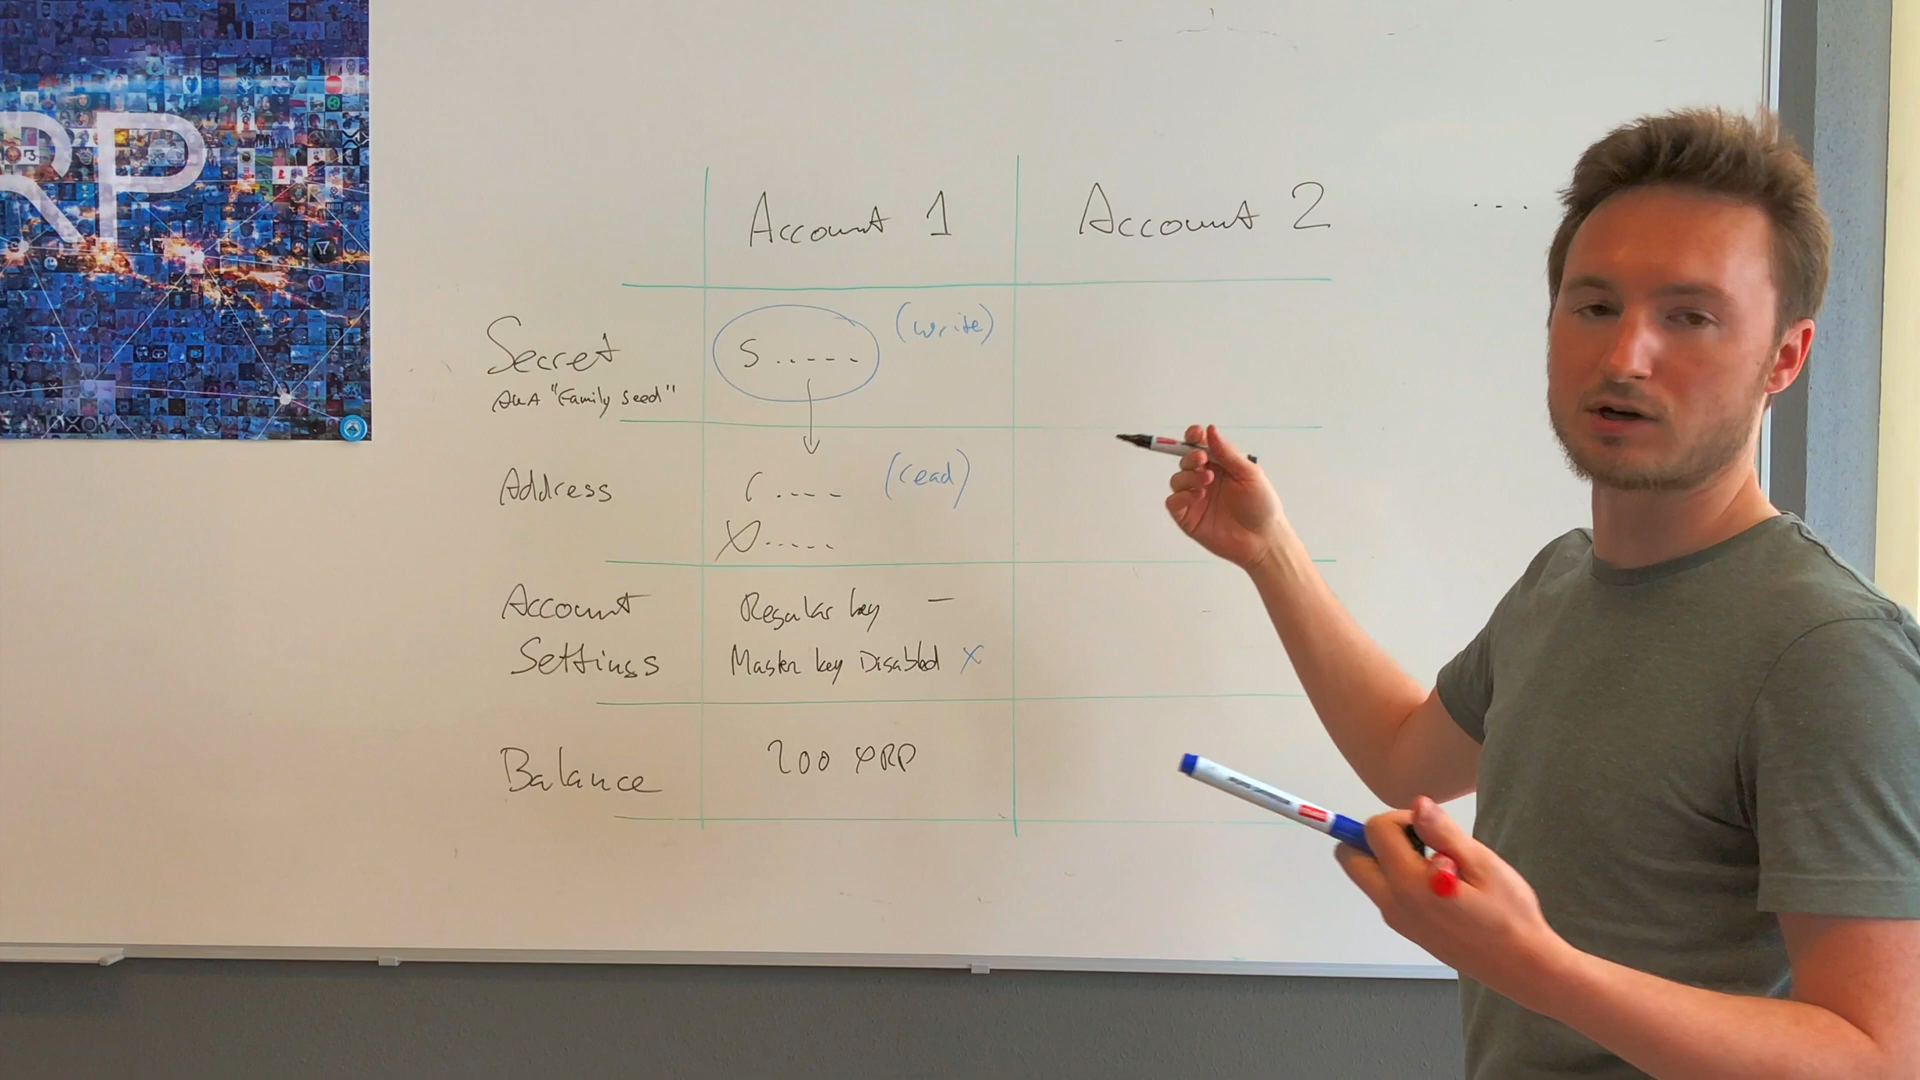 RP
Account 1
Account 2
....
Secret
AKA "Family Seed"
s.....
(write)
Address
r....
(read)
X.....
Account
Settings
Regular key –
Master key Disabled X
Balance
200 XRP